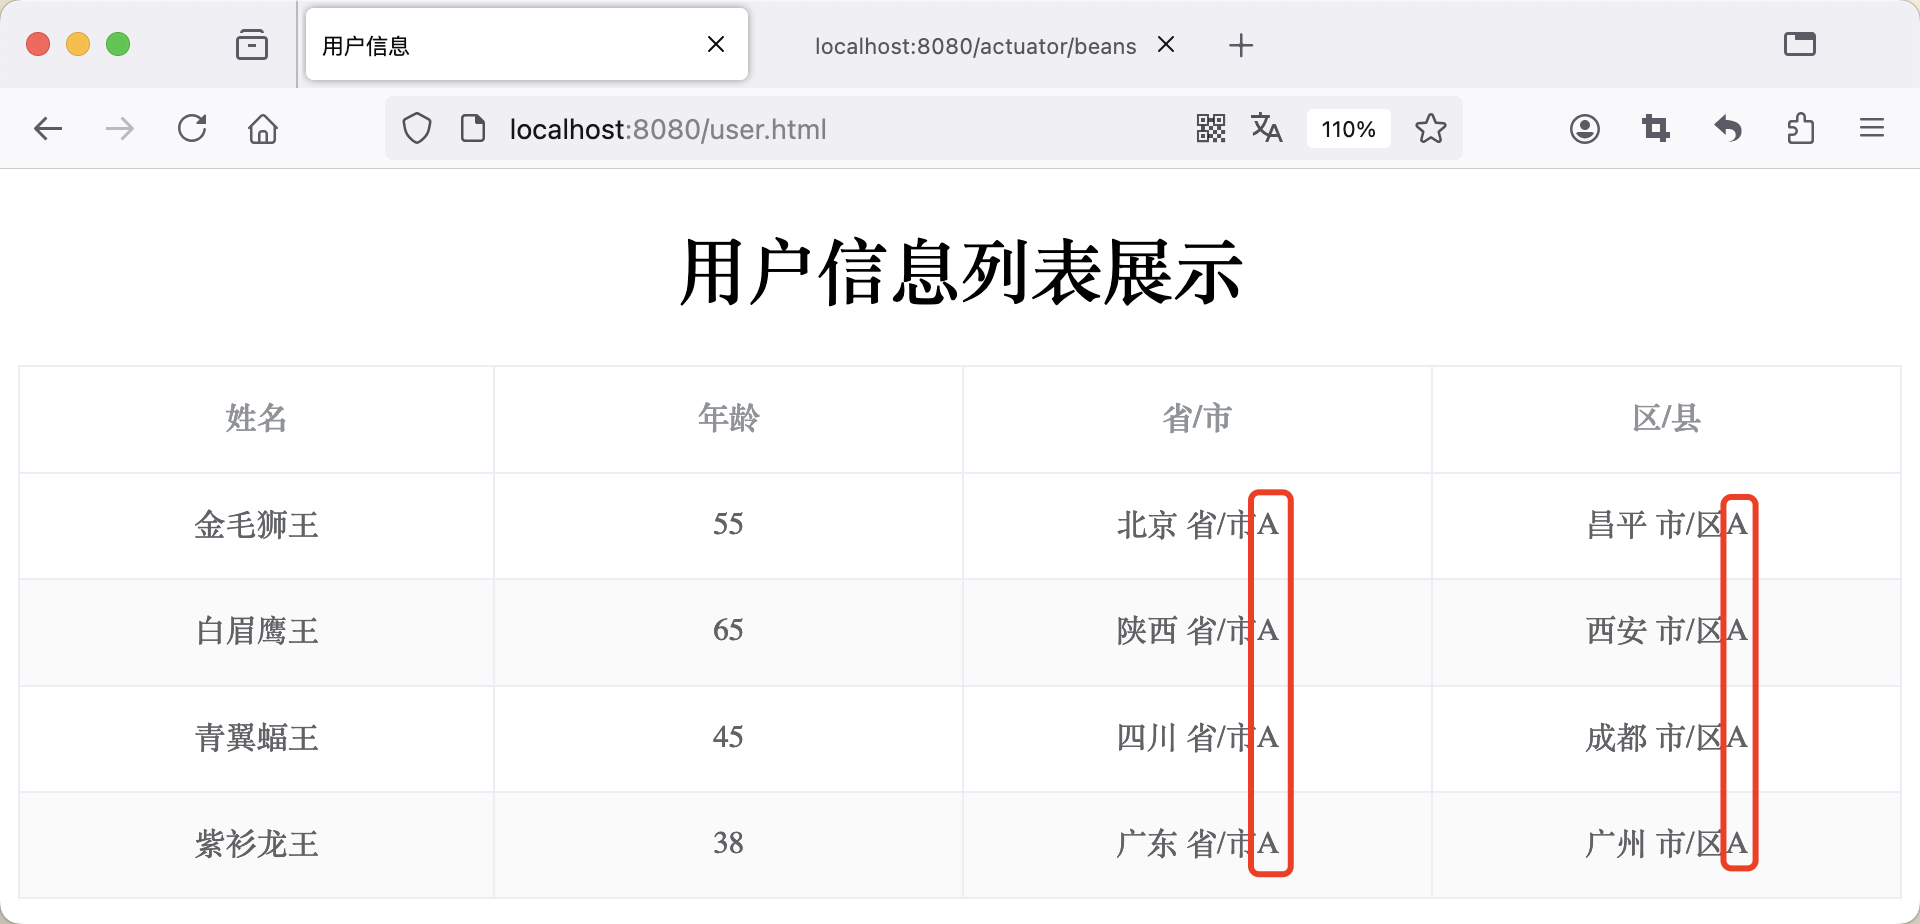 用户信息
localhost:8080/actuator/beans
localhost:8080/user.html
110%
用户信息列表展示
姓名 年龄 省/市 区/县
金毛狮王 55 北京 省/市A 昌平 市/区A
白眉鹰王 65 陕西 省/市A 西安 市/区A
青翼蝠王 45 四川 省/市A 成都 市/区A
紫衫龙王 38 广东 省/市A 广州 市/区A